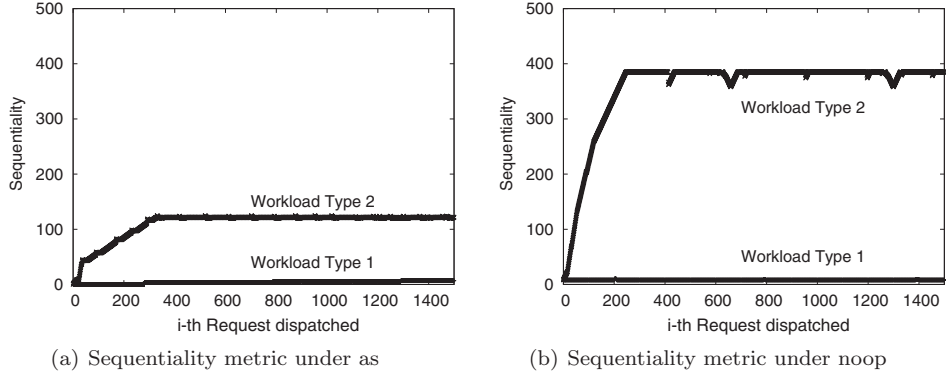 500
400
300
200
100
0
Sequentiality
Workload Type 2
Workload Type 1
0 200 400 600 800 1000 1200 1400
i-th Request dispatched
(a) Sequentiality metric under as
500
400
300
200
100
0
Sequentiality
Workload Type 2
Workload Type 1
0 200 400 600 800 1000 1200 1400
i-th Request dispatched
(b) Sequentiality metric under noop